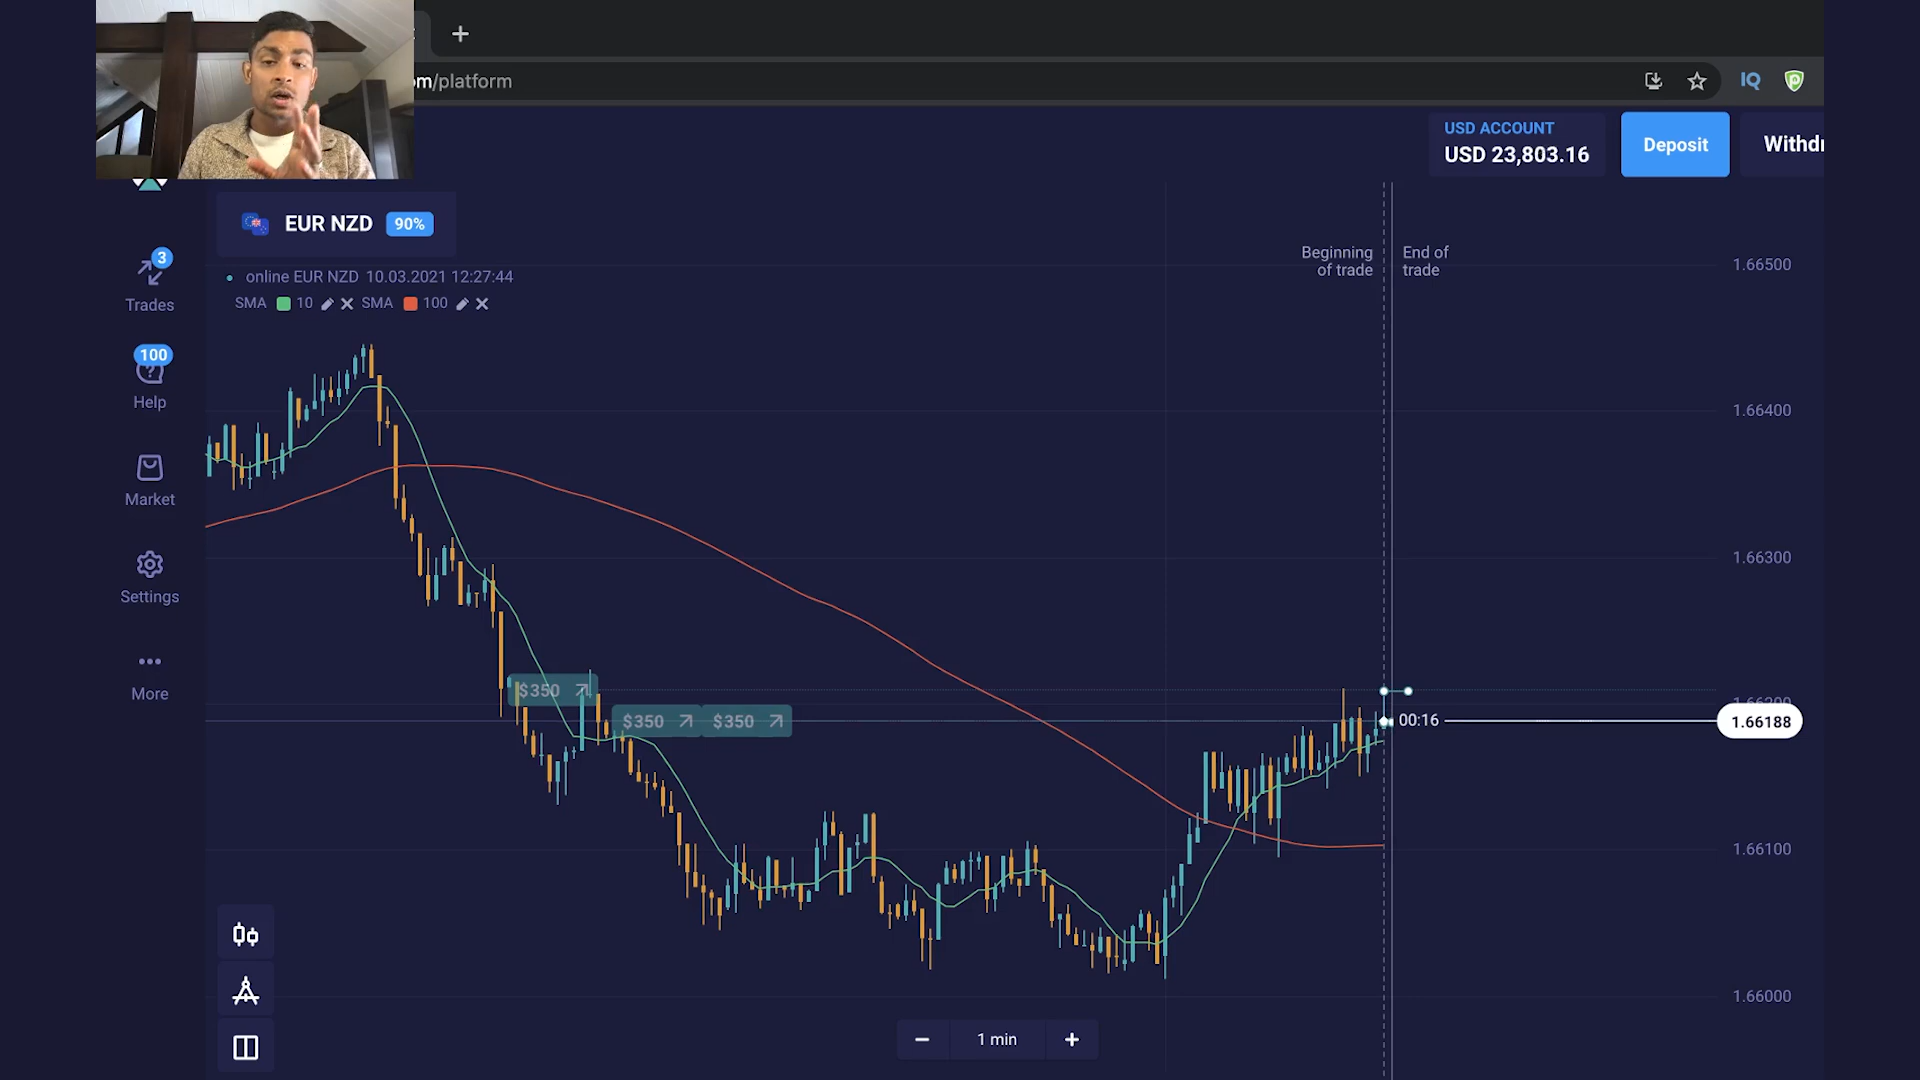 om/platform
IQ
USD ACCOUNT
USD 23,803.16
Deposit
Withdr
EUR NZD 90%
online EUR NZD 10.03.2021 12:27:44
SMA 10 SMA 100
3
Trades
100
Help
Market
Settings
More
Beginning
of trade
End of
trade
1.66500
1.66400
1.66300
1.66200
1.66188
1.66100
1.66000
$350
$350
$350
00:16
1 min